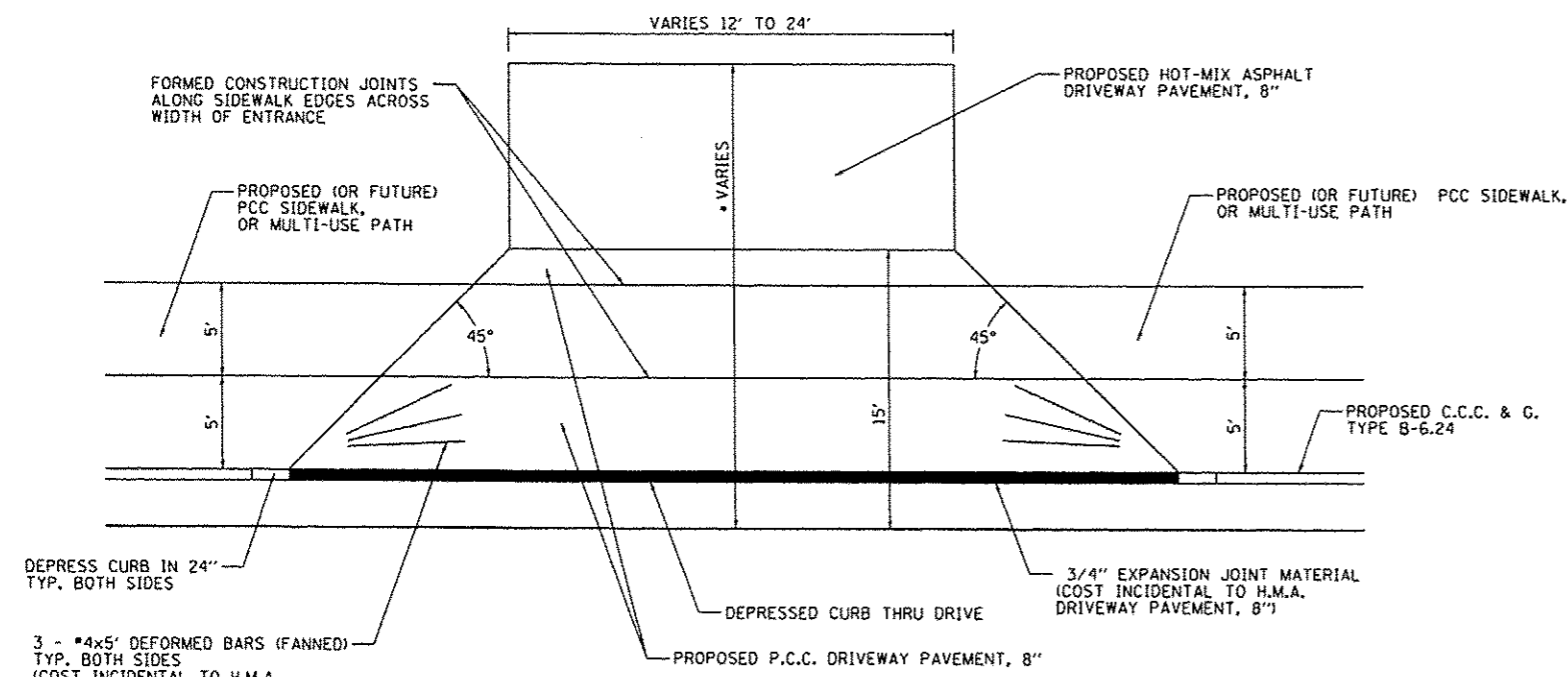 VARIES 12' TO 24'
FORMED CONSTRUCTION JOINTS
ALONG SIDEWALK EDGES ACROSS
WIDTH OF ENTRANCE
PROPOSED HOT-MIX ASPHALT
DRIVEWAY PAVEMENT, 8"
* VARIES
PROPOSED (OR FUTURE)
PCC SIDEWALK,
OR MULTI-USE PATH
PROPOSED (OR FUTURE) PCC SIDEWALK,
OR MULTI-USE PATH
5'
45°
45°
5'
5'
15'
5'
PROPOSED C.C.C. & G.
TYPE B-6.24
DEPRESS CURB IN 24"
TYP. BOTH SIDES
3/4" EXPANSION JOINT MATERIAL
(COST INCIDENTAL TO H.M.A.
DRIVEWAY PAVEMENT, 8")
DEPRESSED CURB THRU DRIVE
3 - #4x5' DEFORMED BARS (FANNED)
TYP. BOTH SIDES
(COST INCIDENTAL TO H.M.A.
PROPOSED P.C.C. DRIVEWAY PAVEMENT, 8"